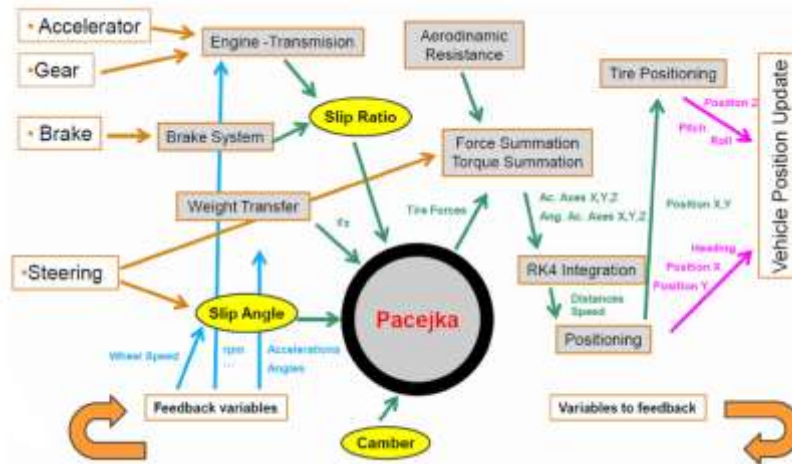 • Accelerator
•Gear
• Brake
•Steering
Engine -Transmision
Brake System
Weight Transfer
Slip Ratio
Slip Angle
Aerodinamic
Resistance
Force Summation
Torque Summation
Fz
Tire Forces
Pacejka
Camber
Ac. Axes X,Y,Z
Ang. Ac. Axes X,Y,Z
RK4 Integration
Distances
Speed
Positioning
Position X,Y
Tire Positioning
Position Z
Pitch
Roll
Heading
Position X
Position Y
Vehicle Position Update
Wheel Speed
rpm
...
Accelerations
Angles
Feedback variables
Variables to feedback